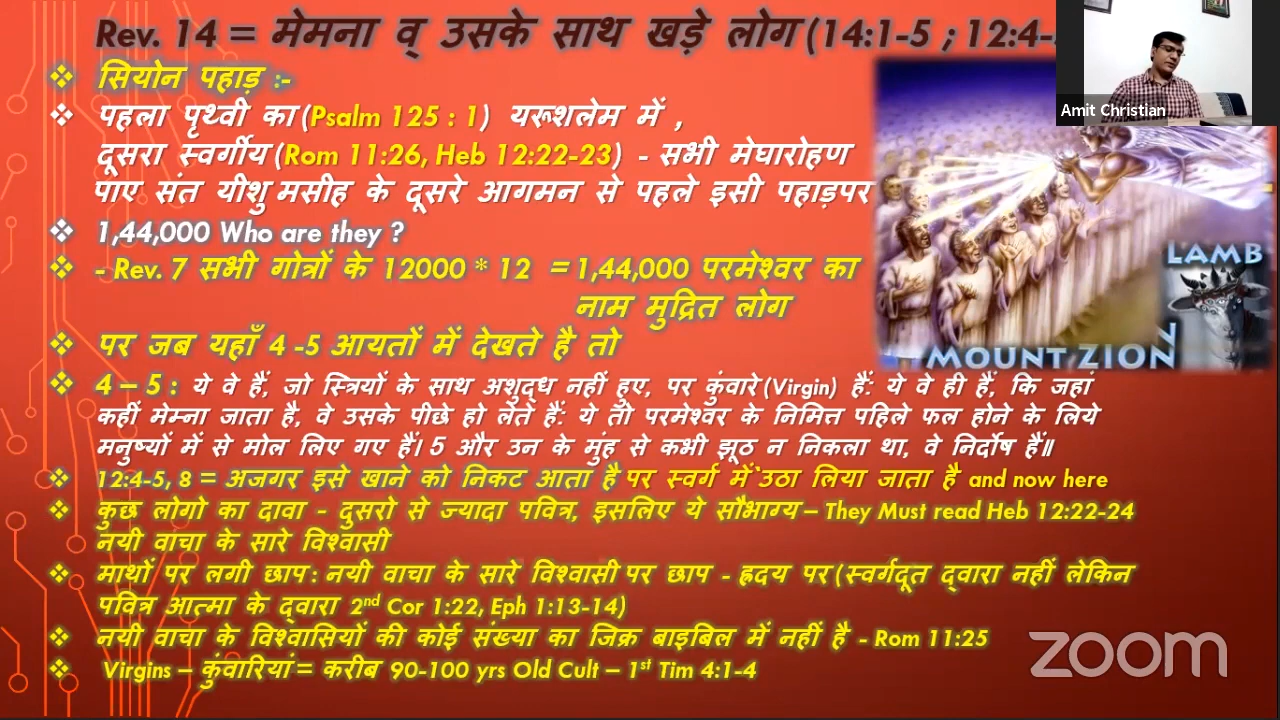 Rev. 14 = मेमना व् उसके साथ खड़े लोग (14:1-5 ; 12:4-
Amit Christian
सियोन पहाड़ :-
पहला पृथ्वी का (Psalm 125 : 1) यरूशलेम में ,
दूसरा स्वर्गीय (Rom 11:26, Heb 12:22-23) - सभी मेघारोहण
पाए संत यीशु मसीह के दूसरे आगमन से पहले इसी पहाड़पर
LAMB
MOUNT ZION
1,44,000 Who are they ?
- Rev. 7 सभी गोत्रों के 12000 * 12 = 1,44,000 परमेश्वर का
नाम मुद्रित लोग
पर जब यहाँ 4 -5 आयतों में देखते है तो
4 – 5 : ये वे हैं, जो स्त्रियों के साथ अशुद्ध नहीं हुए, पर कुंवारे (Virgin) हैं: ये वे ही हैं, कि जहां
कहीं मेम्ना जाता है, वे उसके पीछे हो लेते हैं: ये तो परमेश्वर के निमित्त पहिले फल होने के लिये
मनुष्यों में से मोल लिए गए हैं। 5 और उन के मुंह से कभी झूठ न निकला था, वे निर्दोष हैं॥
12:4-5, 8 = अजगर इसे खाने को निकट आता है पर स्वर्ग में`उठा लिया जाता है and now here
कुछ लोगो का दावा - दुसरो से ज्यादा पवित्र, इसलिए ये सौभाग्य – They Must read Heb 12:22-24
नयी वाचा के सारे विश्वासी
माथों पर लगी छाप : नयी वाचा के सारे विश्वासी पर छाप - ह्रदय पर (स्वर्गदूत द्वारा नहीं लेकिन
पवित्र आत्मा के द्वारा 2nd Cor 1:22, Eph 1:13-14)
नयी वाचा के विश्वासियों की कोई संख्या का जिक्र बाइबिल में नहीं है - Rom 11:25
Virgins – कुंवारियां = करीब 90-100 yrs Old Cult – 1st Tim 4:1-4
zoom